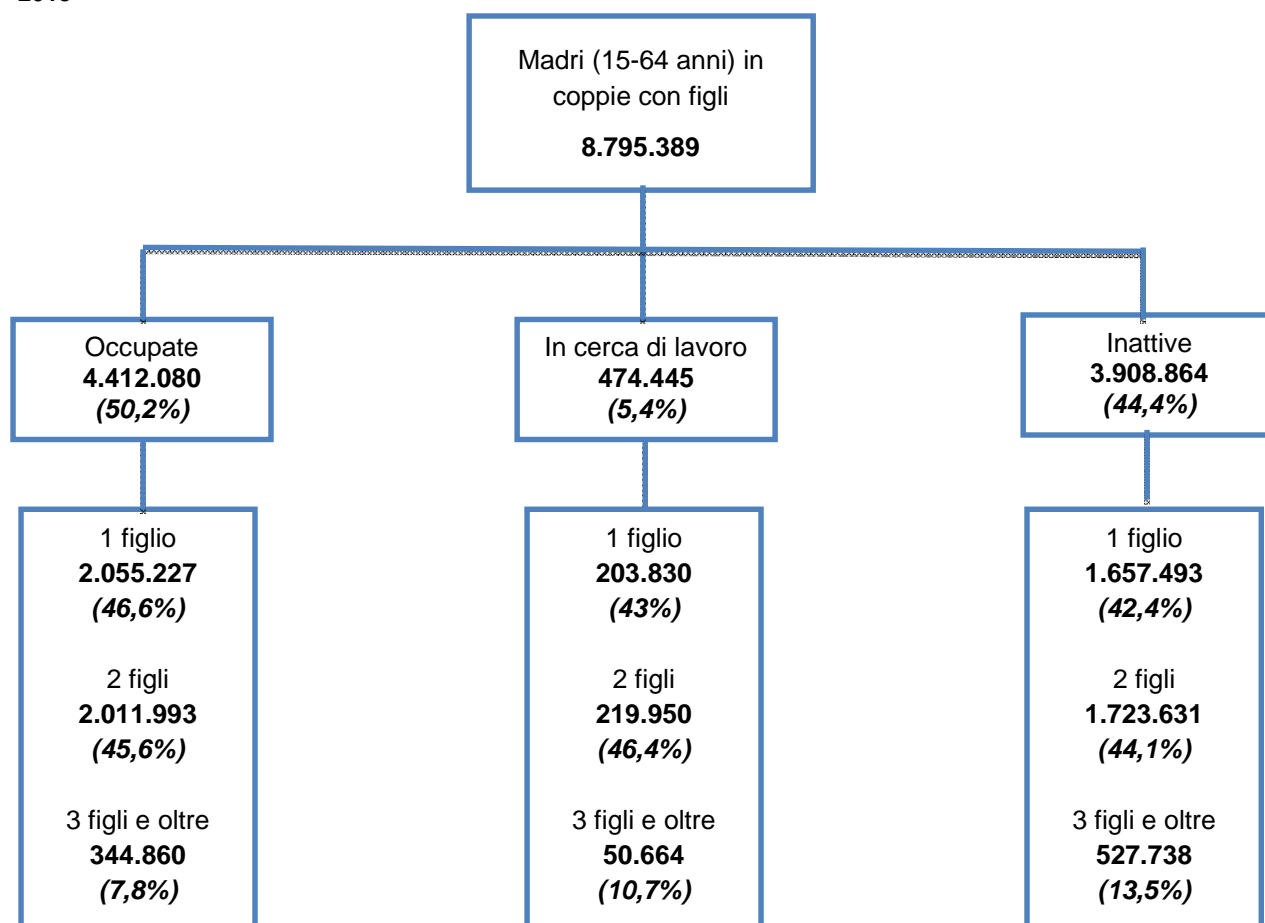 Madri (15-64 anni) in
coppie con figli
8.795.389
Occupate
4.412.080
(50,2%)
In cerca di lavoro
474.445
(5,4%)
Inattive
3.908.864
(44,4%)
1 figlio
2.055.227
(46,6%)
2 figli
2.011.993
(45,6%)
3 figli e oltre
344.860
(7,8%)
1 figlio
203.830
(43%)
2 figli
219.950
(46,4%)
3 figli e oltre
50.664
(10,7%)
1 figlio
1.657.493
(42,4%)
2 figli
1.723.631
(44,1%)
3 figli e oltre
527.738
(13,5%)